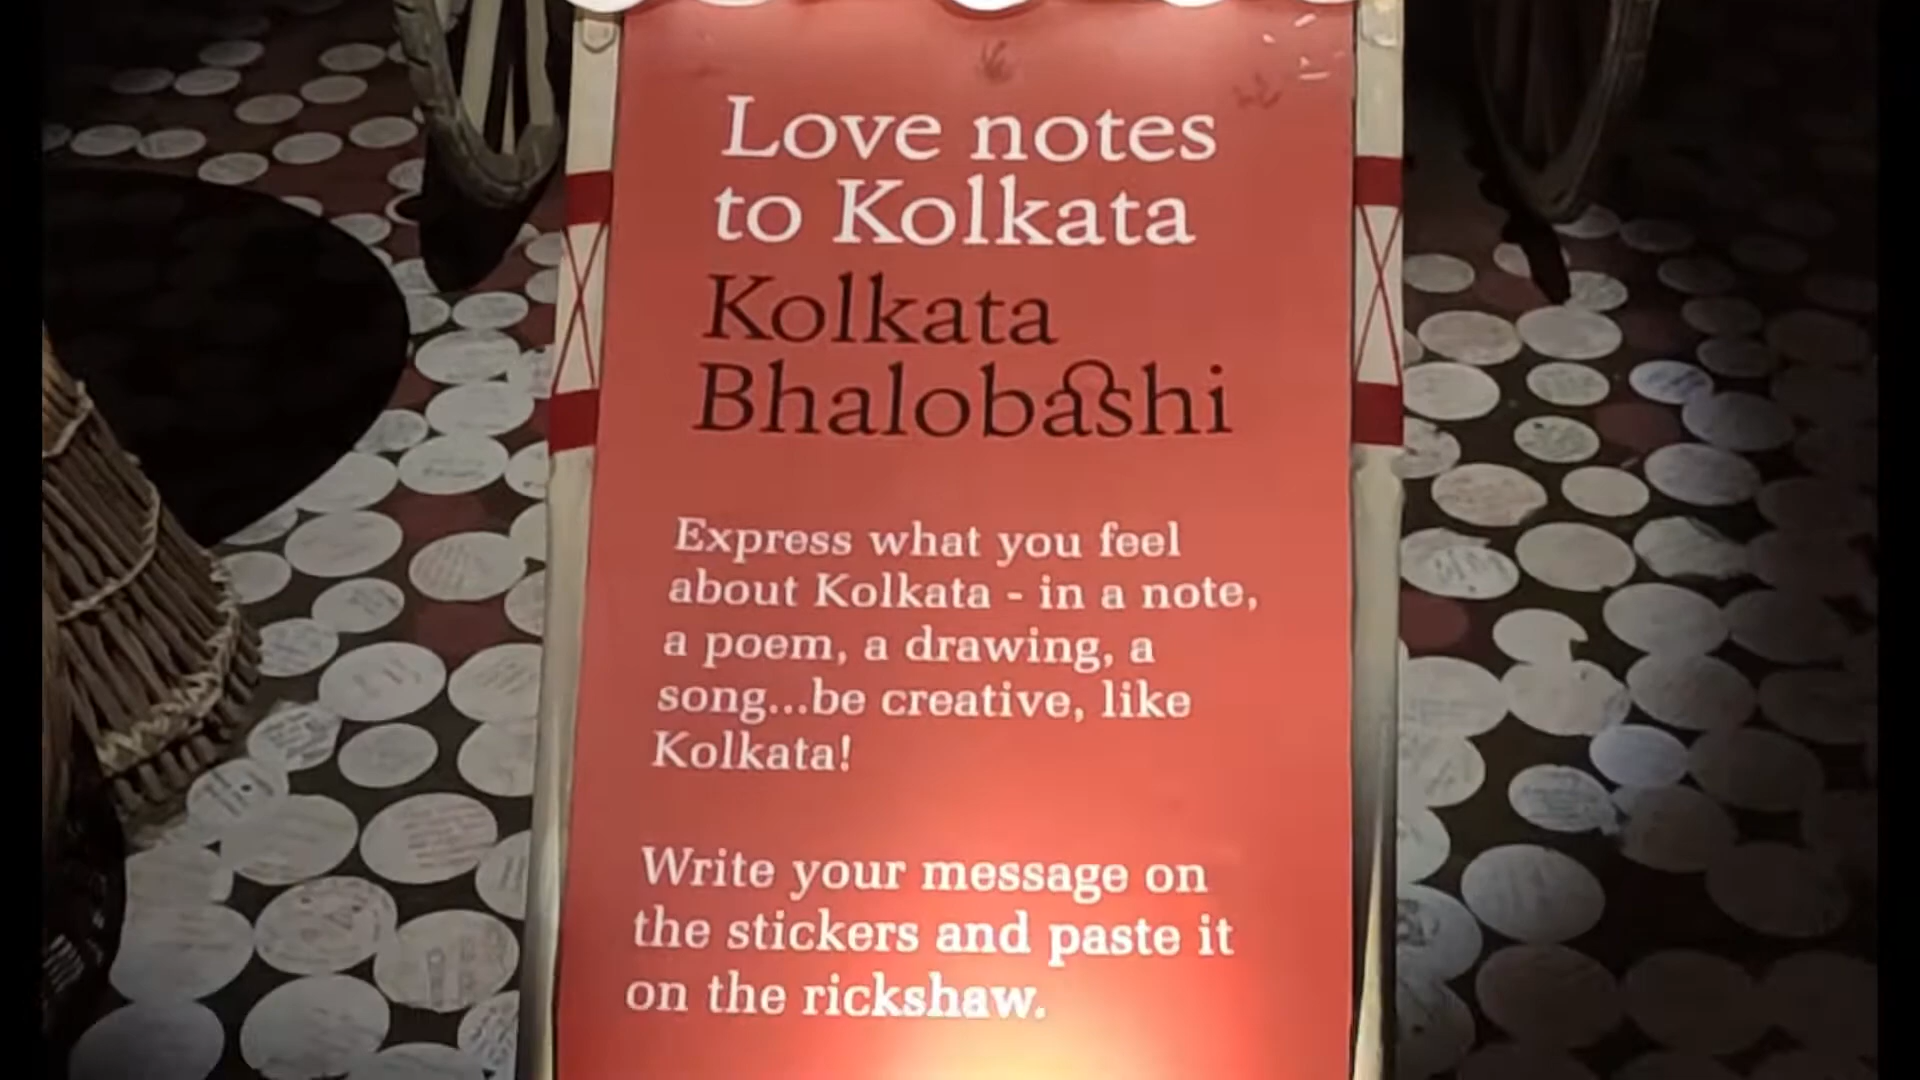 Love notes
to Kolkata
Kolkata
Bhalobashi
Express what you feel
about Kolkata - in a note,
a poem, a drawing, a
song...be creative, like
Kolkata!
Write your message on
the stickers and paste it
on the rickshaw.